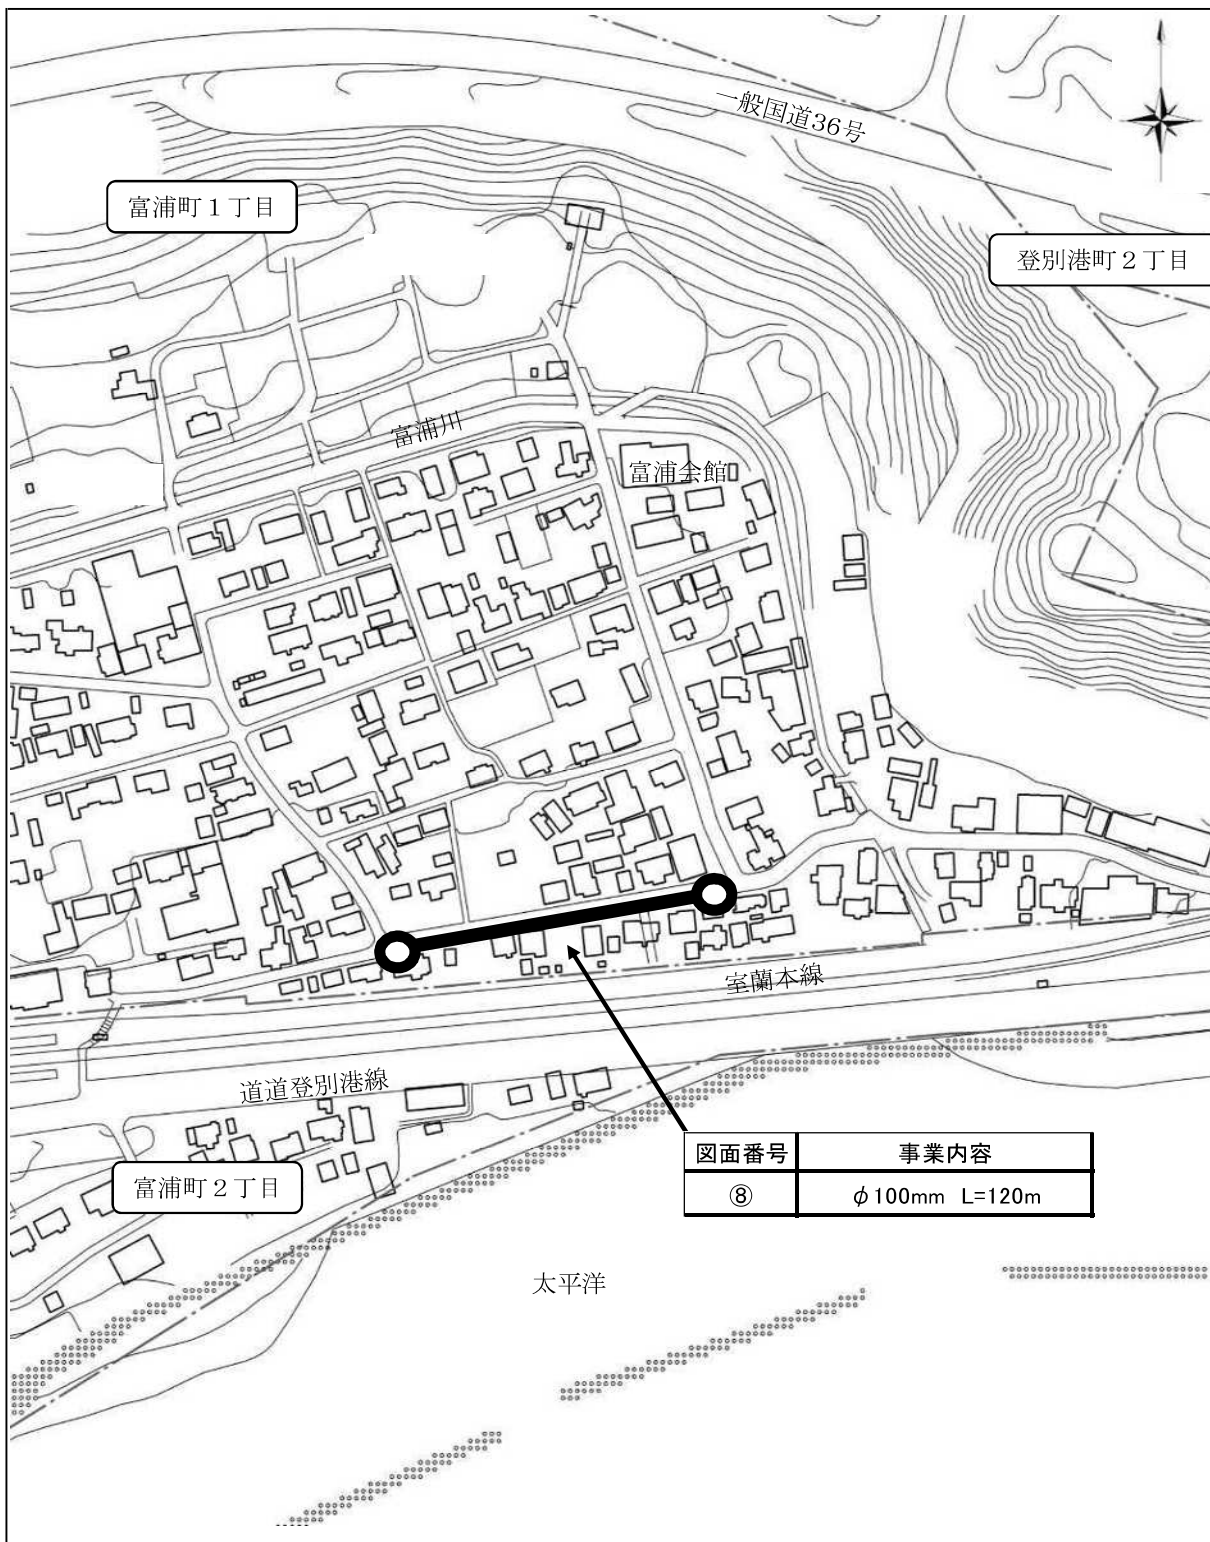 一般国道36号
富浦町１丁目
登別港町２丁目
富浦川
富浦会館
室蘭本線
道道登別港線
図面番号 事業内容
⑧ φ100mm L=120m
富浦町２丁目
太平洋